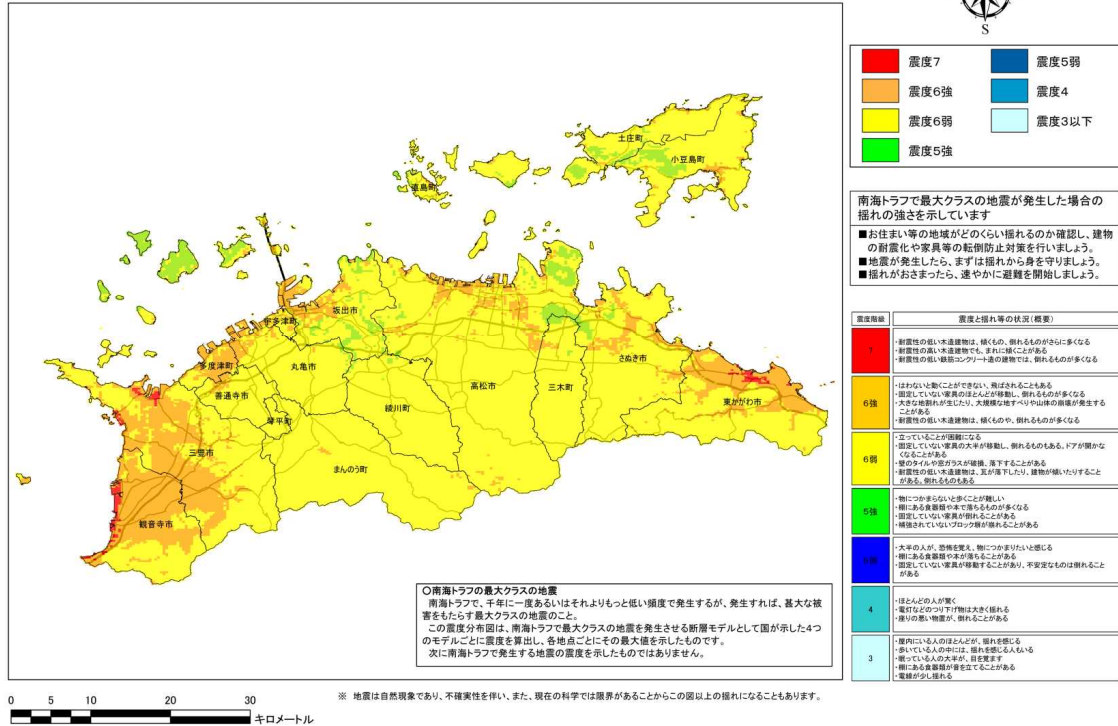 S
震度7
震度5弱
震度6強
震度4
震度6弱
震度3以下
震度5強
土庄町
小豆島町
直島町
南海トラフで最大クラスの地震が発生した場合の
揺れの強さを示しています
■お住まい等の地域がどのくらい揺れるのか確認し、建物
の耐震化や家具等の転倒防止対策を行いましょう。
■地震が発生したら、まずは揺れから身を守りましょう。
■揺れがおさまったら、速やかに避難を開始しましょう。
坂出市
宇多津町
多度津町
丸亀市
善通寺市
琴平町
綾川町
高松市
三木町
さぬき市
東かがわ市
三豊市
まんのう町
観音寺市
震度階級
震度と揺れ等の状況(概要)
7
・耐震性の低い木造建物は、傾くもの、倒れるものがさらに多くなる
・耐震性の高い木造建物でも、まれに傾くことがある
・耐震性の低い鉄筋コンクリート造の建物では、倒れるものが多くなる
6強
・はわないと動くことができない。飛ばされることもある
・固定していない家具のほとんどが移動し、倒れるものが多くなる
・大きな地割れが生じたり、大規模な地すべりや山体の崩壊が発生する
ことがある
・耐震性の低い木造建物は、傾くものや、倒れるものが多くなる
6弱
・立っていることが困難になる
・固定していない家具の大半が移動し、倒れるものもある。ドアが開かな
くなることがある
・壁のタイルや窓ガラスが破損、落下することがある
・耐震性の低い木造建物は、瓦が落下したり、建物が傾いたりすること
がある。倒れるものもある
5強
・物につかまらないと歩くことが難しい
・棚にある食器類や本で落ちるものが多くなる
・固定していない家具が倒れることがある
・補強されていないブロック塀が崩れることがある
5弱
・大半の人が、恐怖を覚え、物につかまりたいと感じる
・棚にある食器類や本が落ちることがある
・固定していない家具が移動することがあり、不安定なものは倒れること
がある
4
・ほとんどの人が驚く
・電灯などのつり下げ物は大きく揺れる
・座りの悪い物置が、倒れることがある
3
・屋内にいる人のほとんどが、揺れを感じる
・歩いている人の中には、揺れを感じる人もいる
・眠っている人の大半が、目を覚ます
・棚にある食器類が音を立てることがある
・電線が少し揺れる
○南海トラフの最大クラスの地震
南海トラフで、千年に一度あるいはそれよりもっと低い頻度で発生するが、発生すれば、甚大な被
害をもたらす最大クラスの地震のこと。
この震度分布図は、南海トラフで最大クラスの地震を発生させる断層モデルとして国が示した4つ
のモデルごとに震度を算出し、各地点ごとにその最大値を示したものです。
次に南海トラフで発生する地震の震度を示したものではありません。
※ 地震は自然現象であり、不確実性を伴い、また、現在の科学では限界があることからこの図以上の揺れになることもあります。
0 5 10 20 30
キロメートル